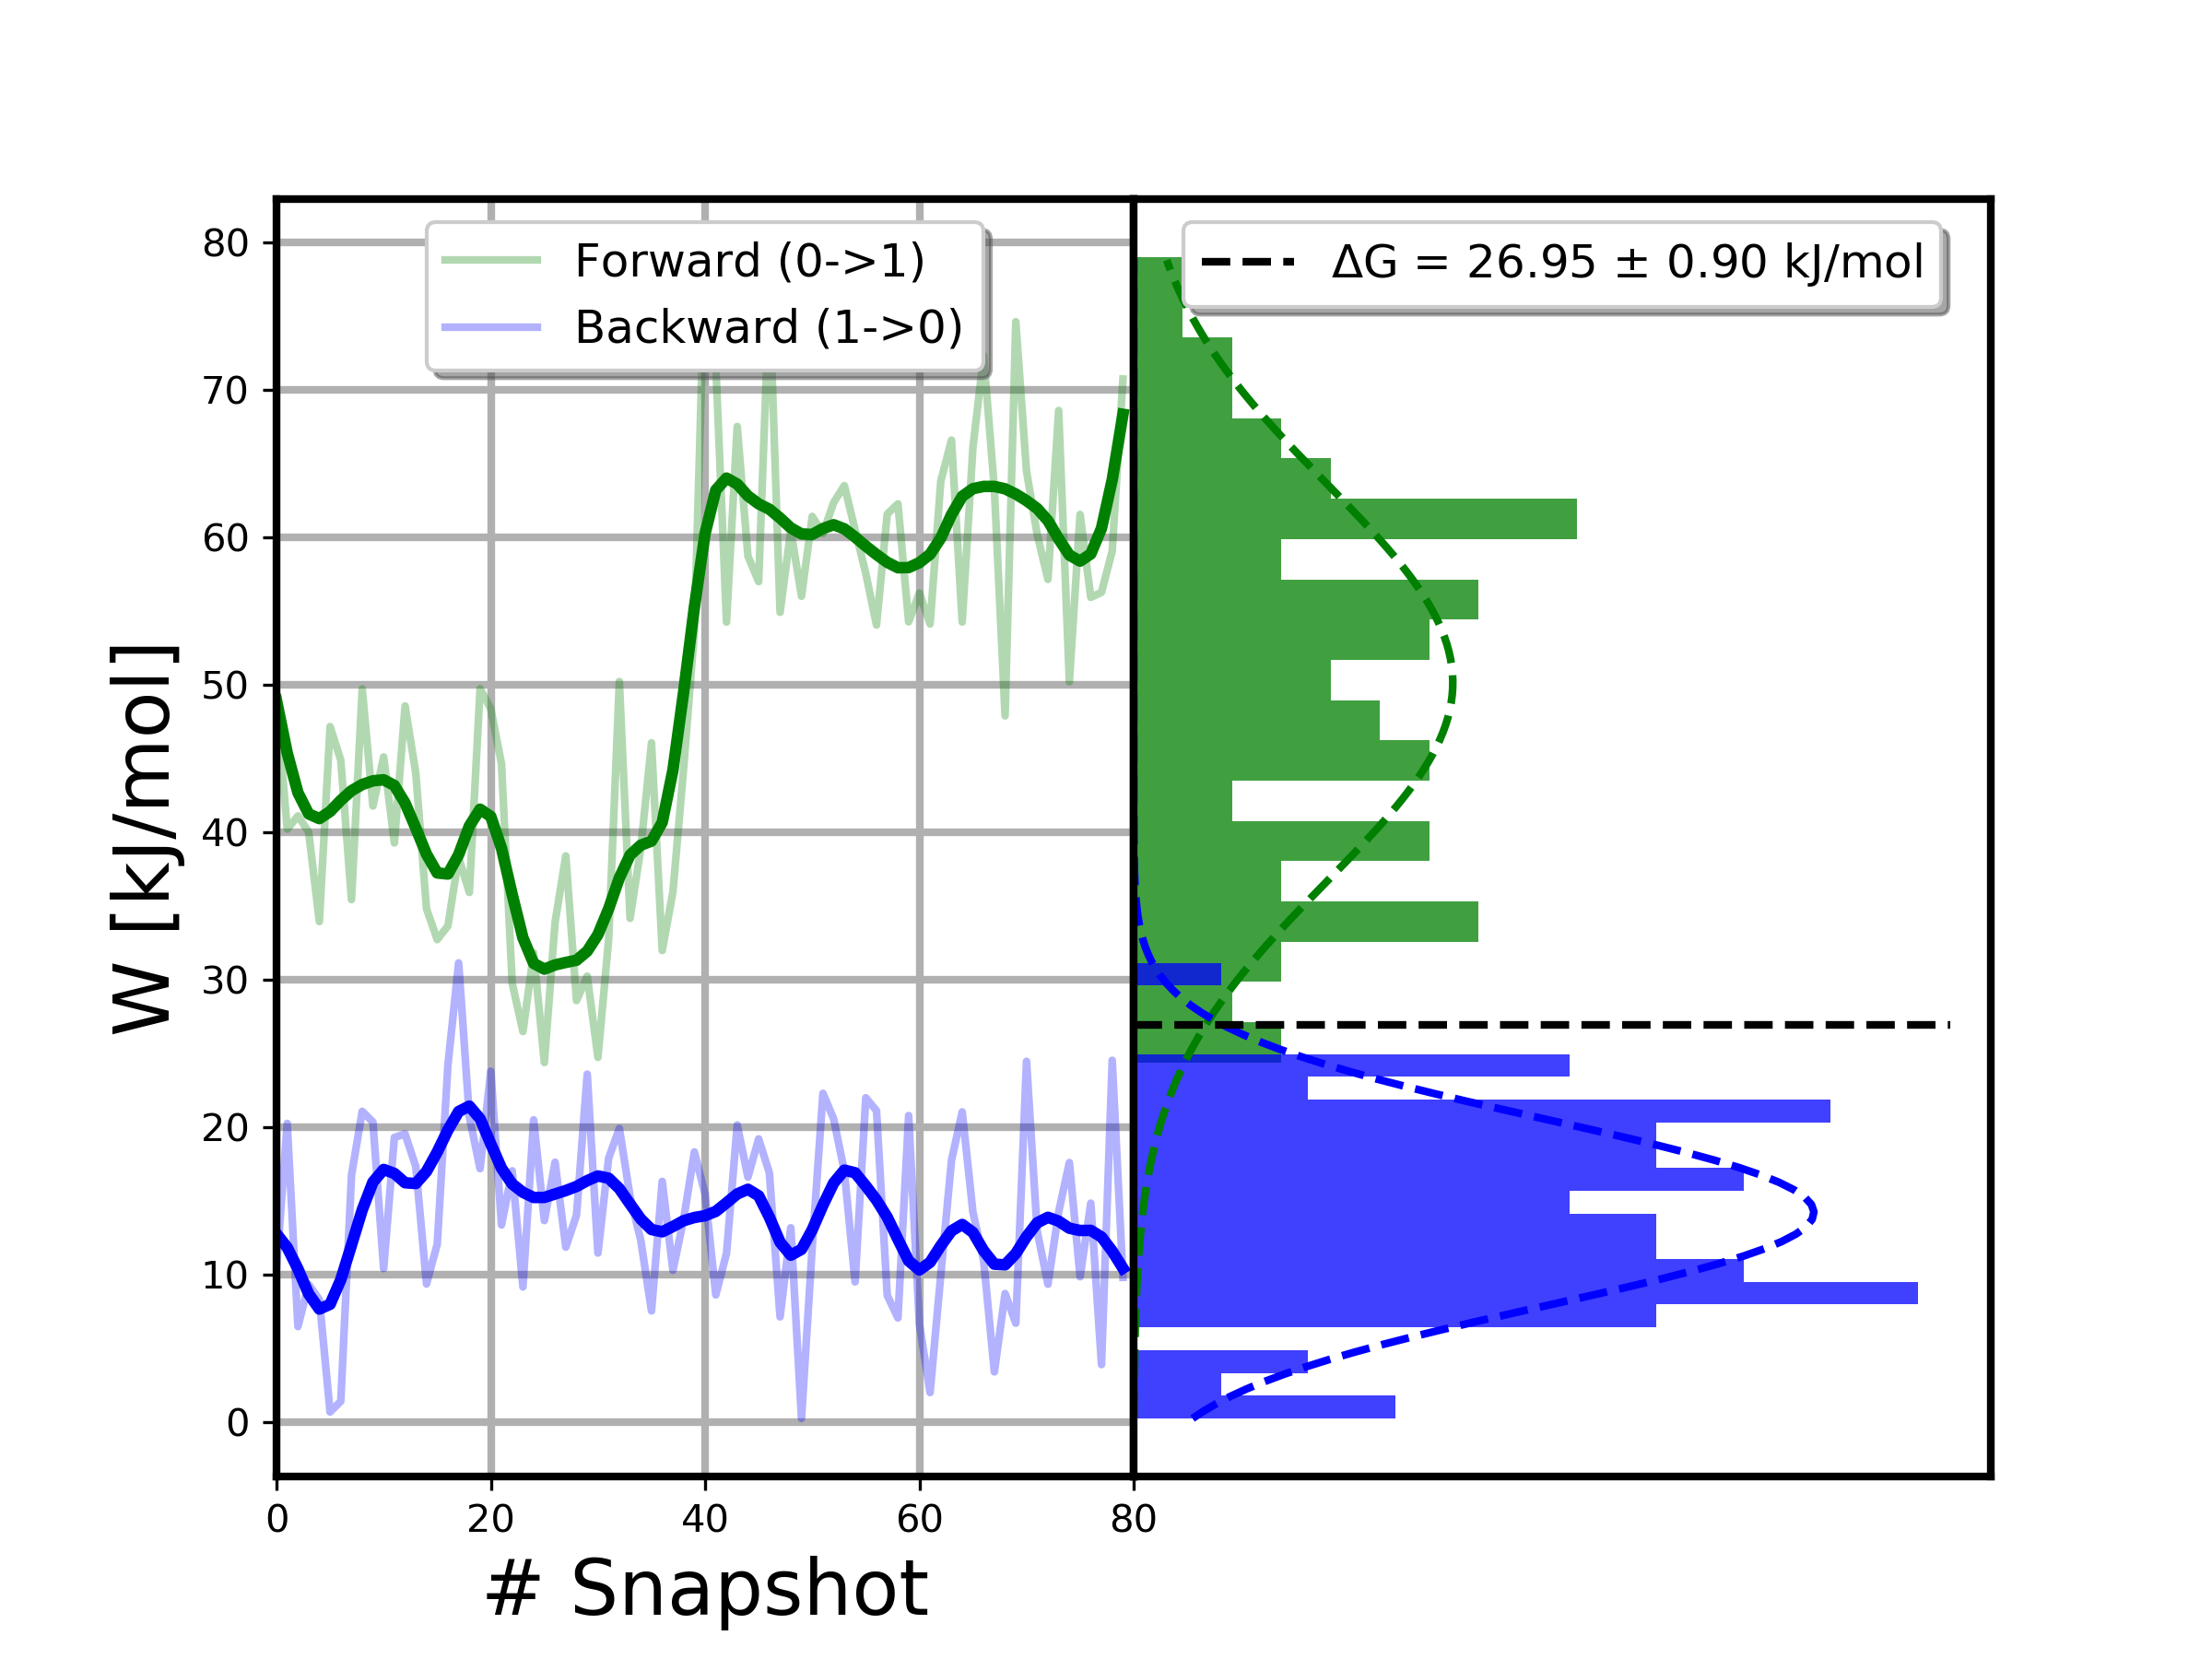 Forward (0->1)
Backward (1->0)
ΔG = 26.95 ± 0.90 kJ/mol
80
70
60
50
40
30
20
10
0
W [kJ/mol]
0 20 40 60 80
# Snapshot